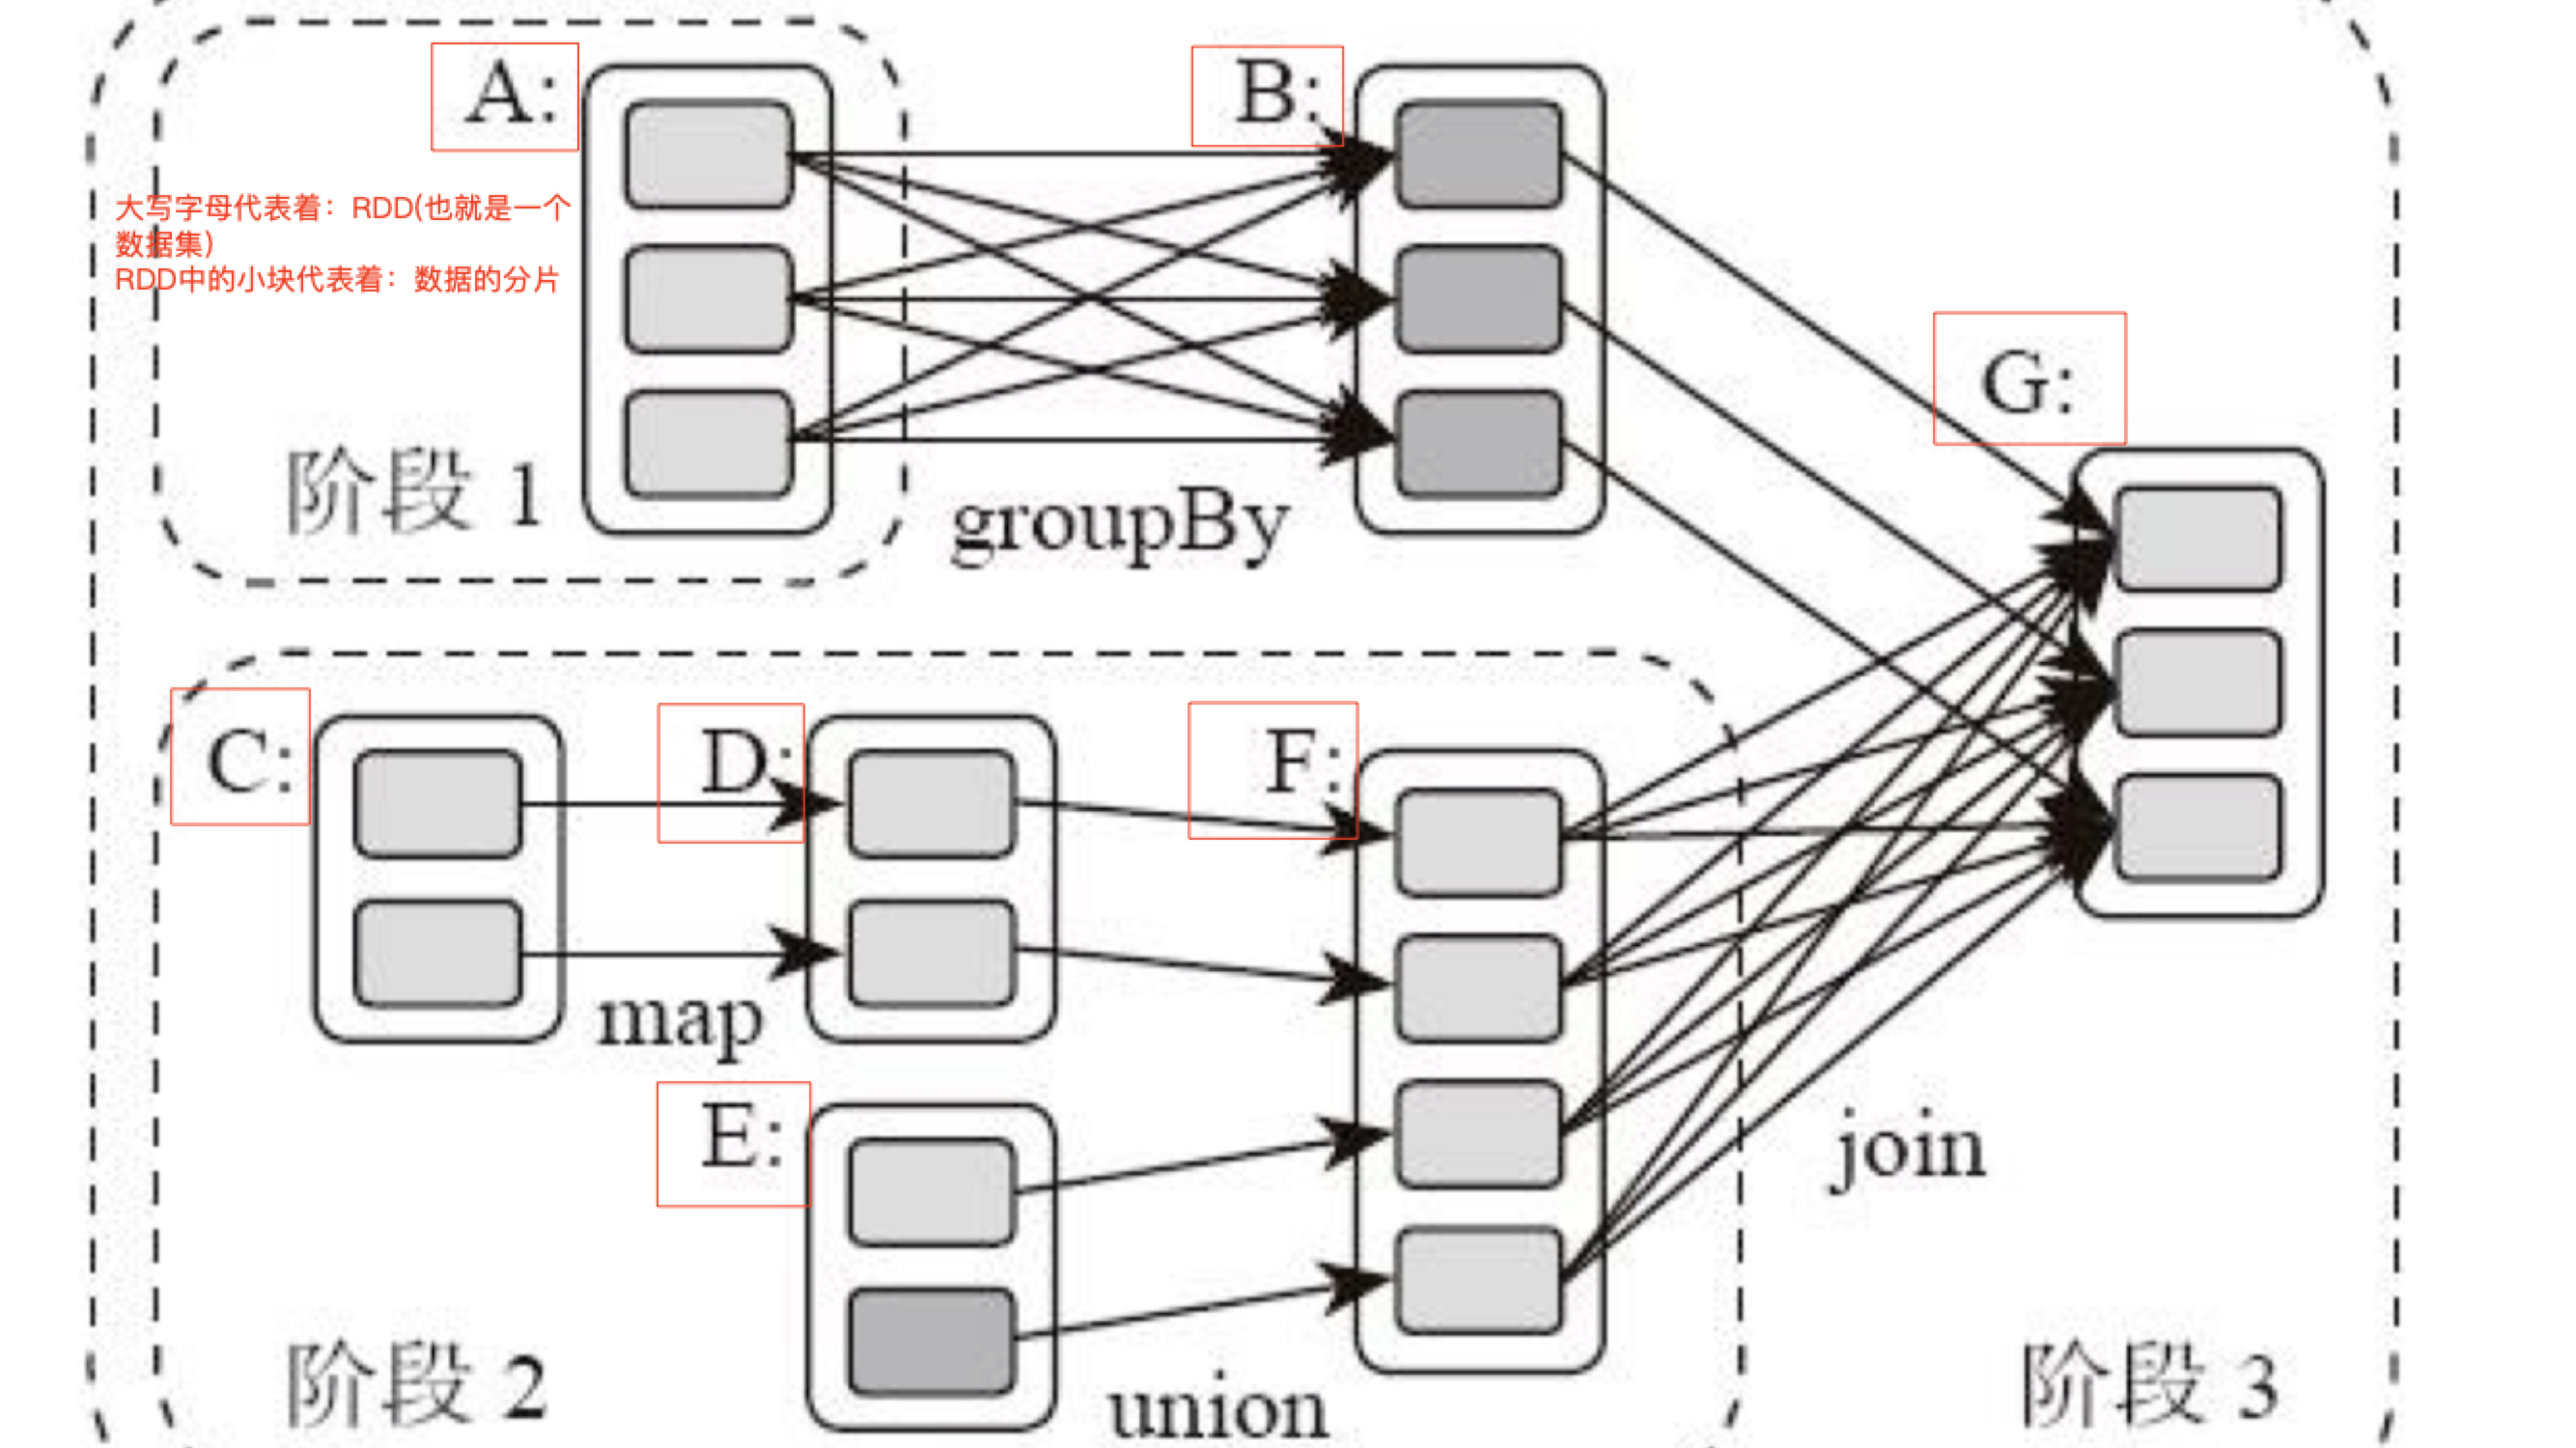 A:
B:
大写字母代表着：RDD(也就是一个
数据集)
RDD中的小块代表着：数据的分片
G:
阶段 1
groupBy
C:
D:
F:
map
E:
join
阶段 2
union
阶段 3